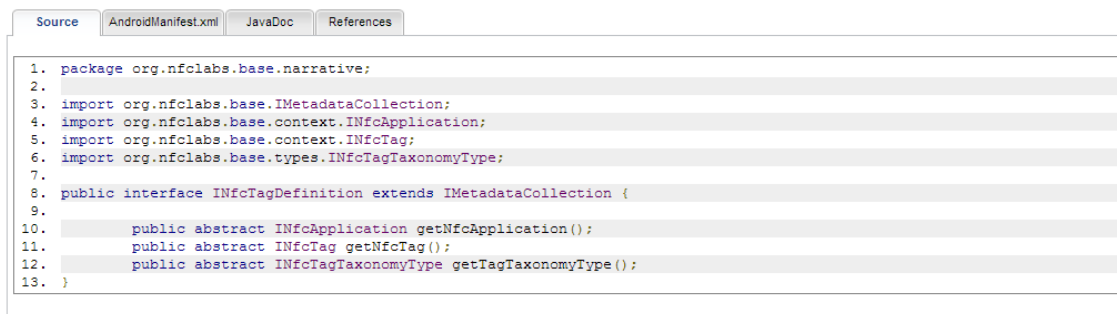 Source AndroidManifest.xml JavaDoc References
1. package org.nfclabs.base.narrative;
2.
3. import org.nfclabs.base.IMetadataCollection;
4. import org.nfclabs.base.context.INfcApplication;
5. import org.nfclabs.base.context.INfcTag;
6. import org.nfclabs.base.types.INfcTagTaxonomyType;
7.
8. public interface INfcTagDefinition extends IMetadataCollection {
9.
10. public abstract INfcApplication getNfcApplication();
11. public abstract INfcTag getNfcTag();
12. public abstract INfcTagTaxonomyType getTagTaxonomyType();
13. }